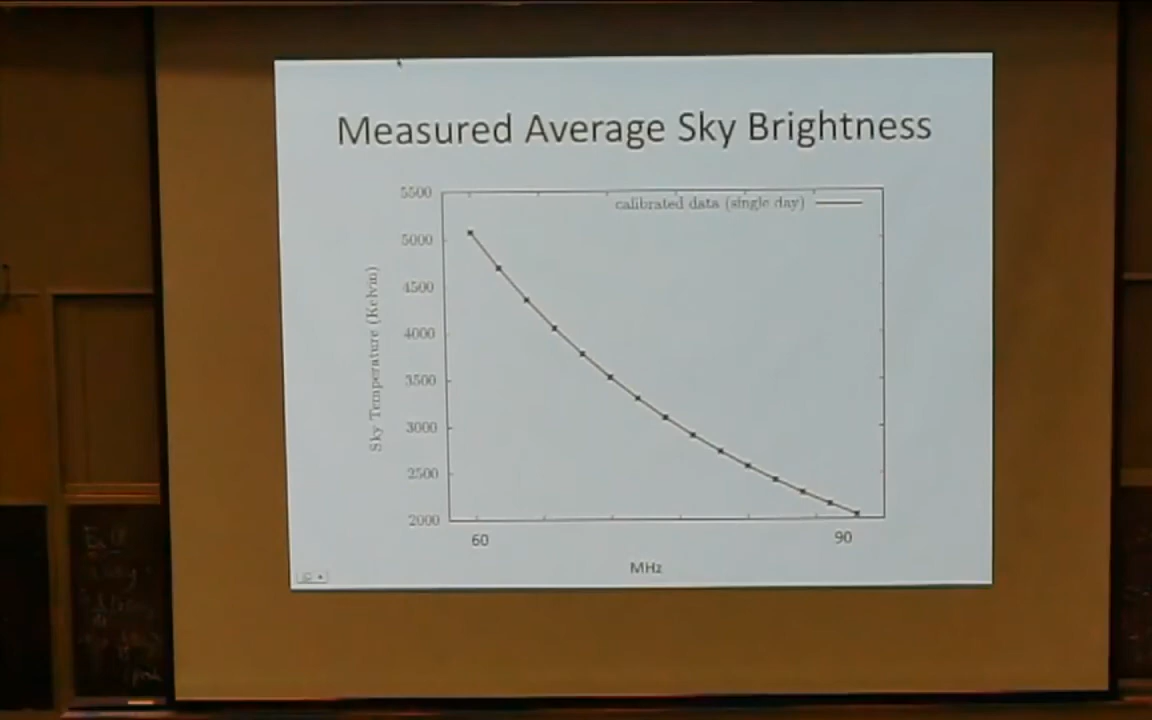 Measured Average Sky Brightness
5500
calibrated data (single day)
5000
4500
4000
3500
3000
2500
2000
Sky Temperature (Kelvin)
60
90
MHz